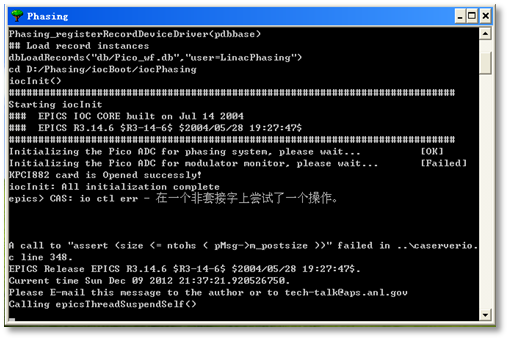 Phasing
Phasing_registerRecordDeviceDriver(pdbbase)
## Load record instances
dbLoadRecords("db/Pico_wf.db","user=LinacPhasing")
cd D:/Phasing/iocBoot/iocPhasing
iocInit()
############################################################################
Starting iocInit
### EPICS IOC CORE built on Jul 14 2004
### EPICS R3.14.6 $R3-14-6$ $2004/05/28 19:27:47$
############################################################################
Initializing the Pico ADC for phasing system, please wait... [OK]
Initializing the Pico ADC for modulator monitor, please wait... [Failed]
KPCI882 card is Opened successly!
iocInit: All initialization complete
epics> CAS: io ctl err - 在一个非套接字上尝试了一个操作。
A call to "assert (size <= ntohs ( pMsg->m_postsize ))" failed in ..\caserverio.
c line 348.
EPICS Release EPICS R3.14.6 $R3-14-6$ $2004/05/28 19:27:47$.
Current time Sun Dec 09 2012 21:37:21.920526750.
Please E-mail this message to the author or to tech-talk@aps.anl.gov
Calling epicsThreadSuspendSelf()